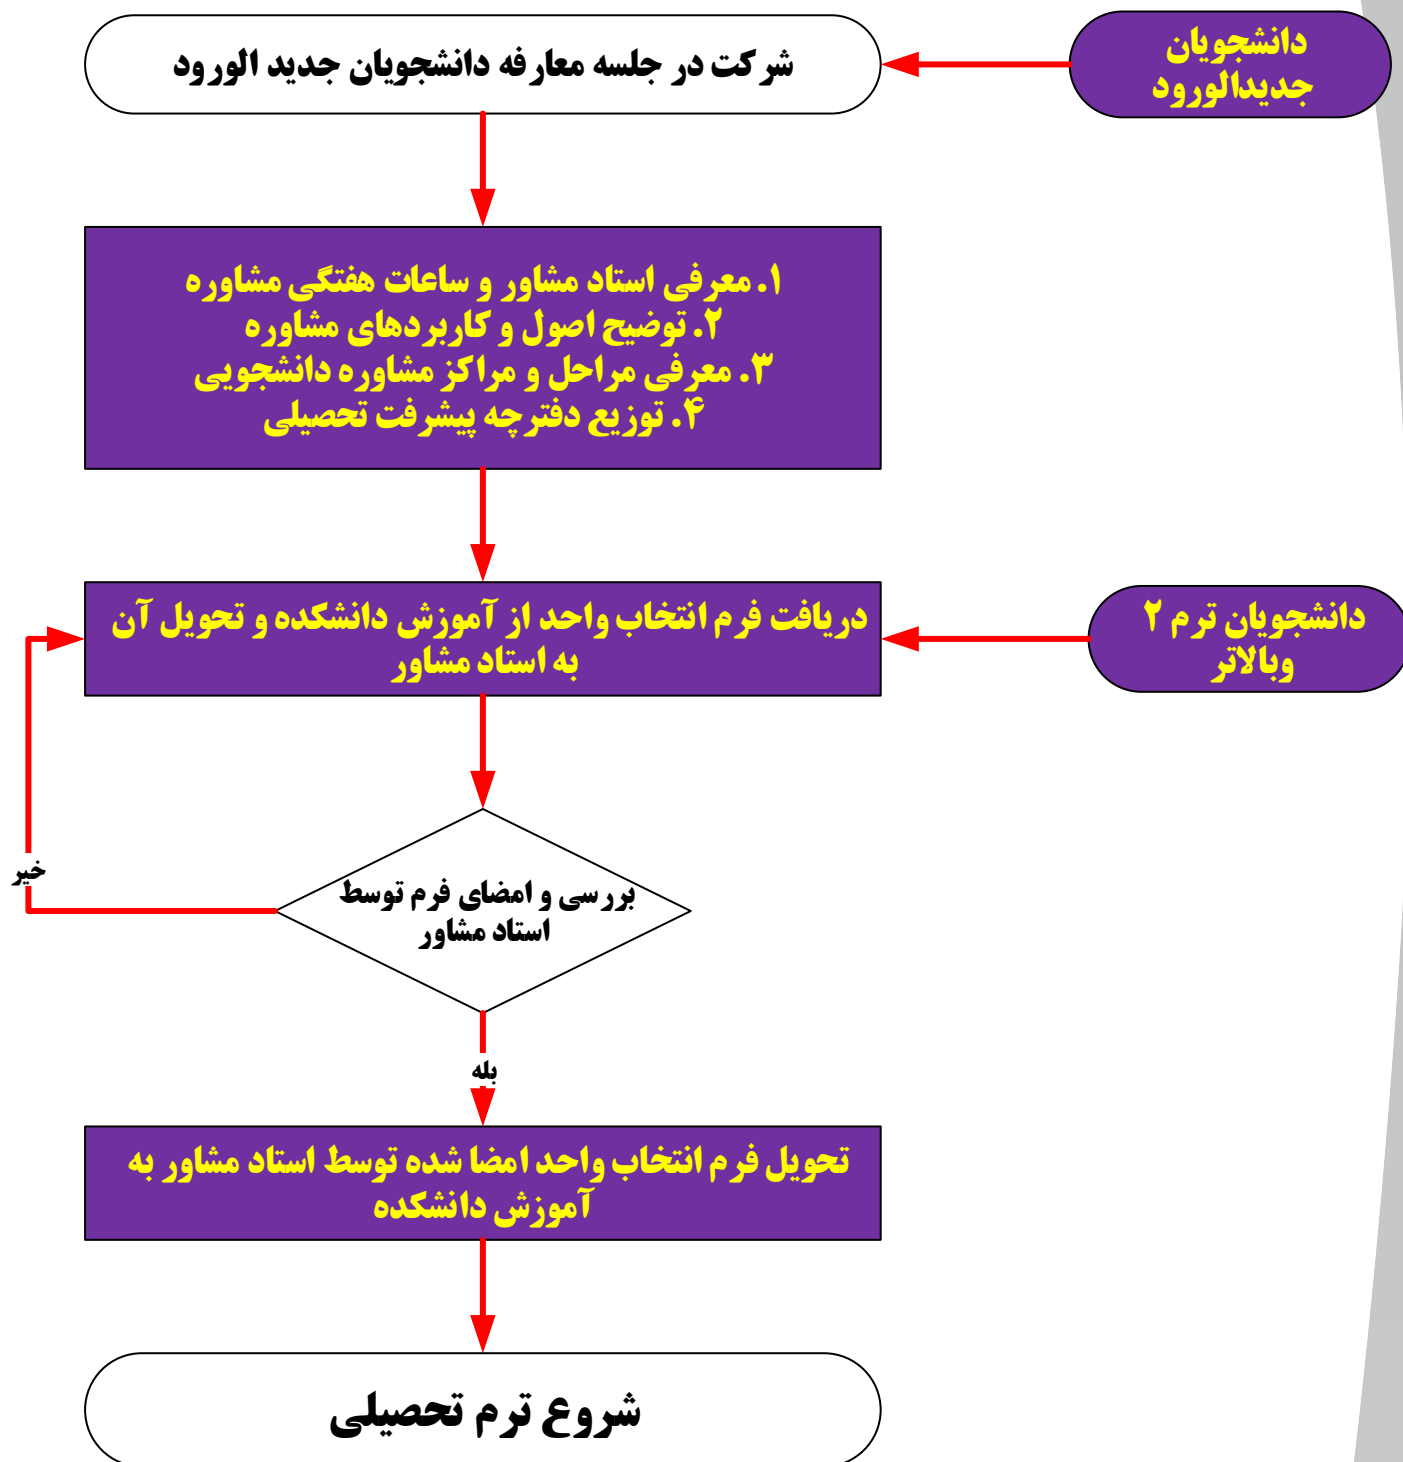 دانشجویان
جدیدالورود
شرکت در جلسه معارفه دانشجویان جدید الورود
۱. معرفی استاد مشاور و ساعات هفتگی مشاوره
۲. توضیح اصول و کاربردهای مشاوره
۳. معرفی مراحل و مراکز مشاوره دانشجویی
۴. توزیع دفترچه پیشرفت تحصیلی
دانشجویان ترم ۲
وبالاتر
دریافت فرم انتخاب واحد از آموزش دانشکده و تحویل آن
به استاد مشاور
بررسی و امضای فرم توسط
استاد مشاور
خیر
بله
تحویل فرم انتخاب واحد امضا شده توسط استاد مشاور به
آموزش دانشکده
شروع ترم تحصیلی